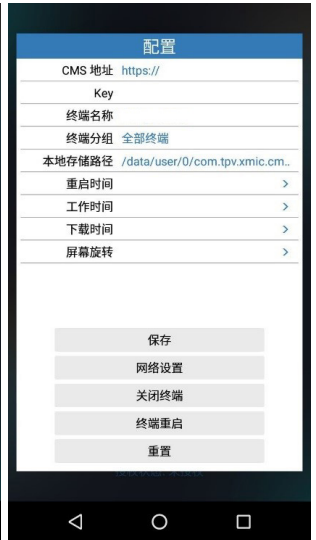 配置
CMS 地址 https://
Key
终端名称
终端分组 全部终端
本地存储路径 /data/user/0/com.tpv.xmic.cm..
重启时间 >
工作时间 >
下载时间 >
屏幕旋转 >
保存
网络设置
关闭终端
终端重启
重置